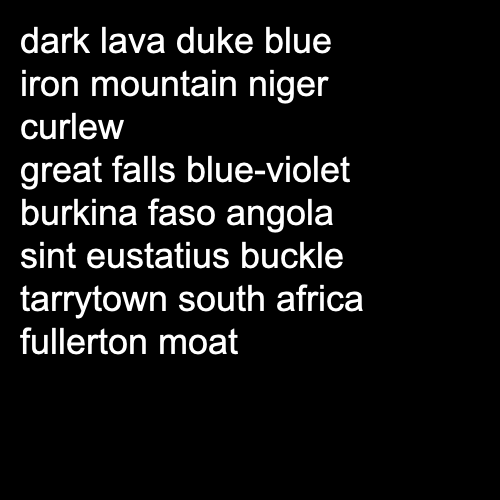 dark lava duke blue
iron mountain niger
curlew
great falls blue-violet
burkina faso angola
sint eustatius buckle
tarrytown south africa
fullerton moat